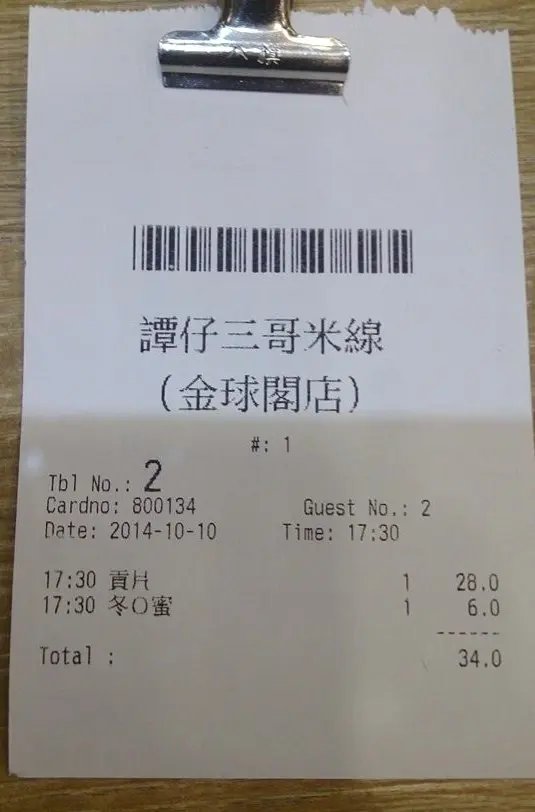 譚仔三哥米線
(金球閣店)
#: 1
Tbl No.: 2
Cardno: 800134 Guest No.: 2
Date: 2014-10-10 Time: 17:30
17:30 貢片 1 28.0
17:30 冬O蜜 1 6.0
------
Total : 34.0